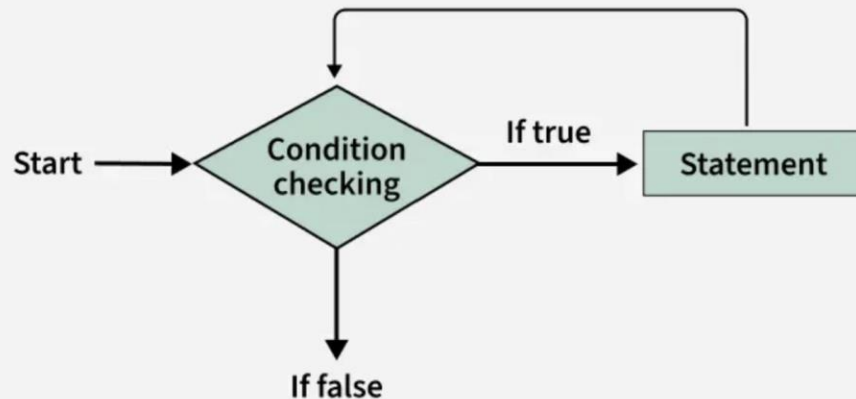 Start
Condition
checking
If true
Statement
If false